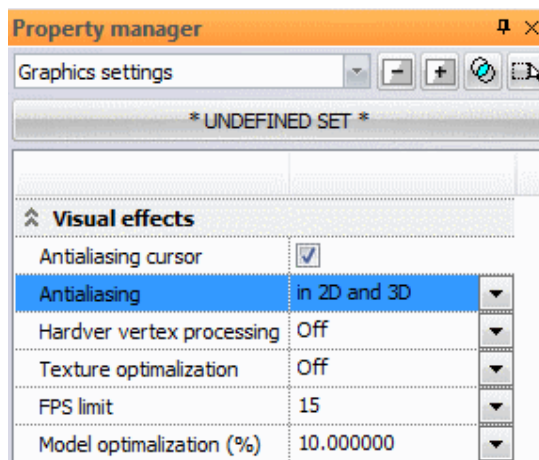 Property manager
Graphics settings
* UNDEFINED SET *
Visual effects
Antialiasing cursor
Antialiasing in 2D and 3D
Hardver vertex processing Off
Texture optimalization Off
FPS limit 15
Model optimalization (%) 10.000000